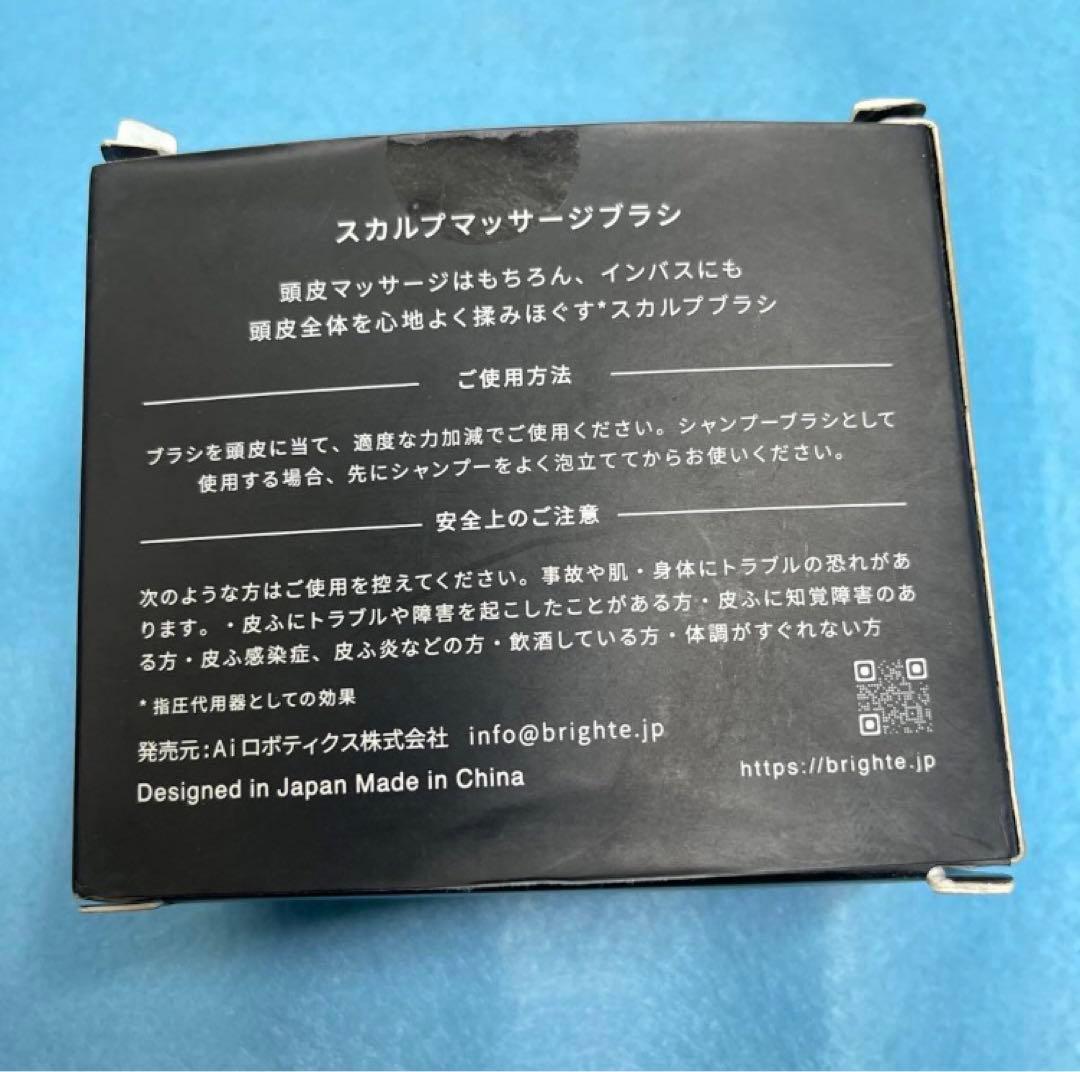 スカルプマッサージブラシ
頭皮マッサージはもちろん、インバスにも
頭皮全体を心地よく揉みほぐす*スカルプブラシ
ご使用方法
ブラシを頭皮に当て、適度な力加減でご使用ください。シャンプーブラシとして
使用する場合、先にシャンプーをよく泡立ててからお使いください。
安全上のご注意
次のような方はご使用を控えてください。事故や肌・身体にトラブルの恐れがあ
ります。・皮ふにトラブルや障害を起こしたことがある方・皮ふに知覚障害のあ
る方・皮ふ感染症、皮ふ炎などの方・飲酒している方・体調がすぐれない方
* 指圧代用器としての効果
発売元:Aiロボティクス株式会社 info@brighte.jp
Designed in Japan Made in China
https://brighte.jp